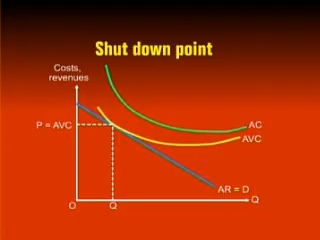 Shut down point
Costs,
revenues
P = AVC
AC
AVC
AR = D
O
Q
Q